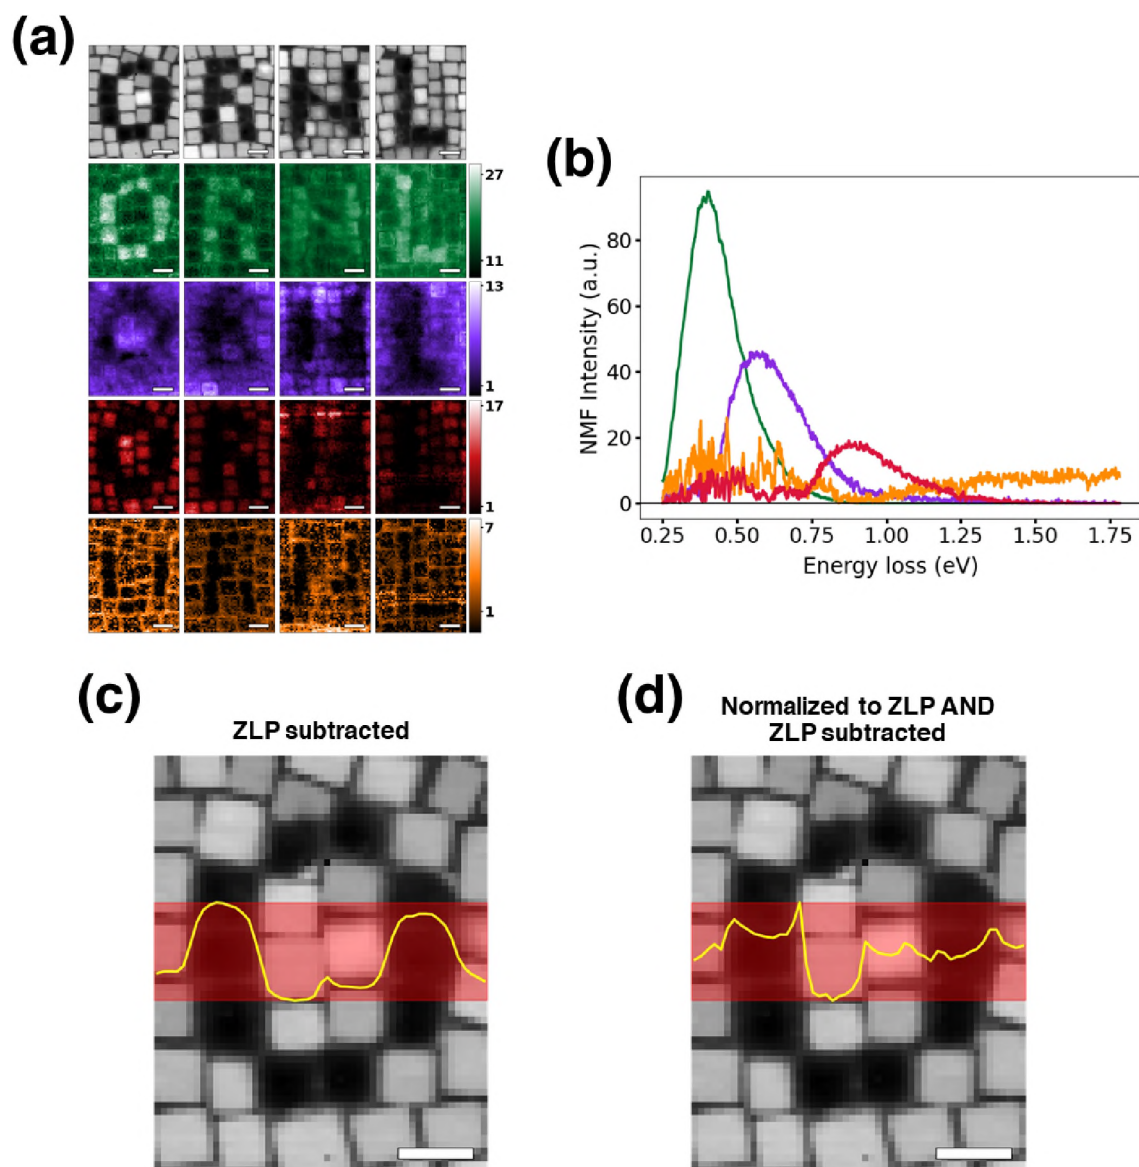 (a)
O R N L
27
11
13
1
17
1
7
1
(b)
NMF Intensity (a.u.)
80
60
40
20
0
0.25 0.50 0.75 1.00 1.25 1.50 1.75
Energy loss (eV)
(c)
ZLP subtracted
(d)
Normalized to ZLP AND
ZLP subtracted